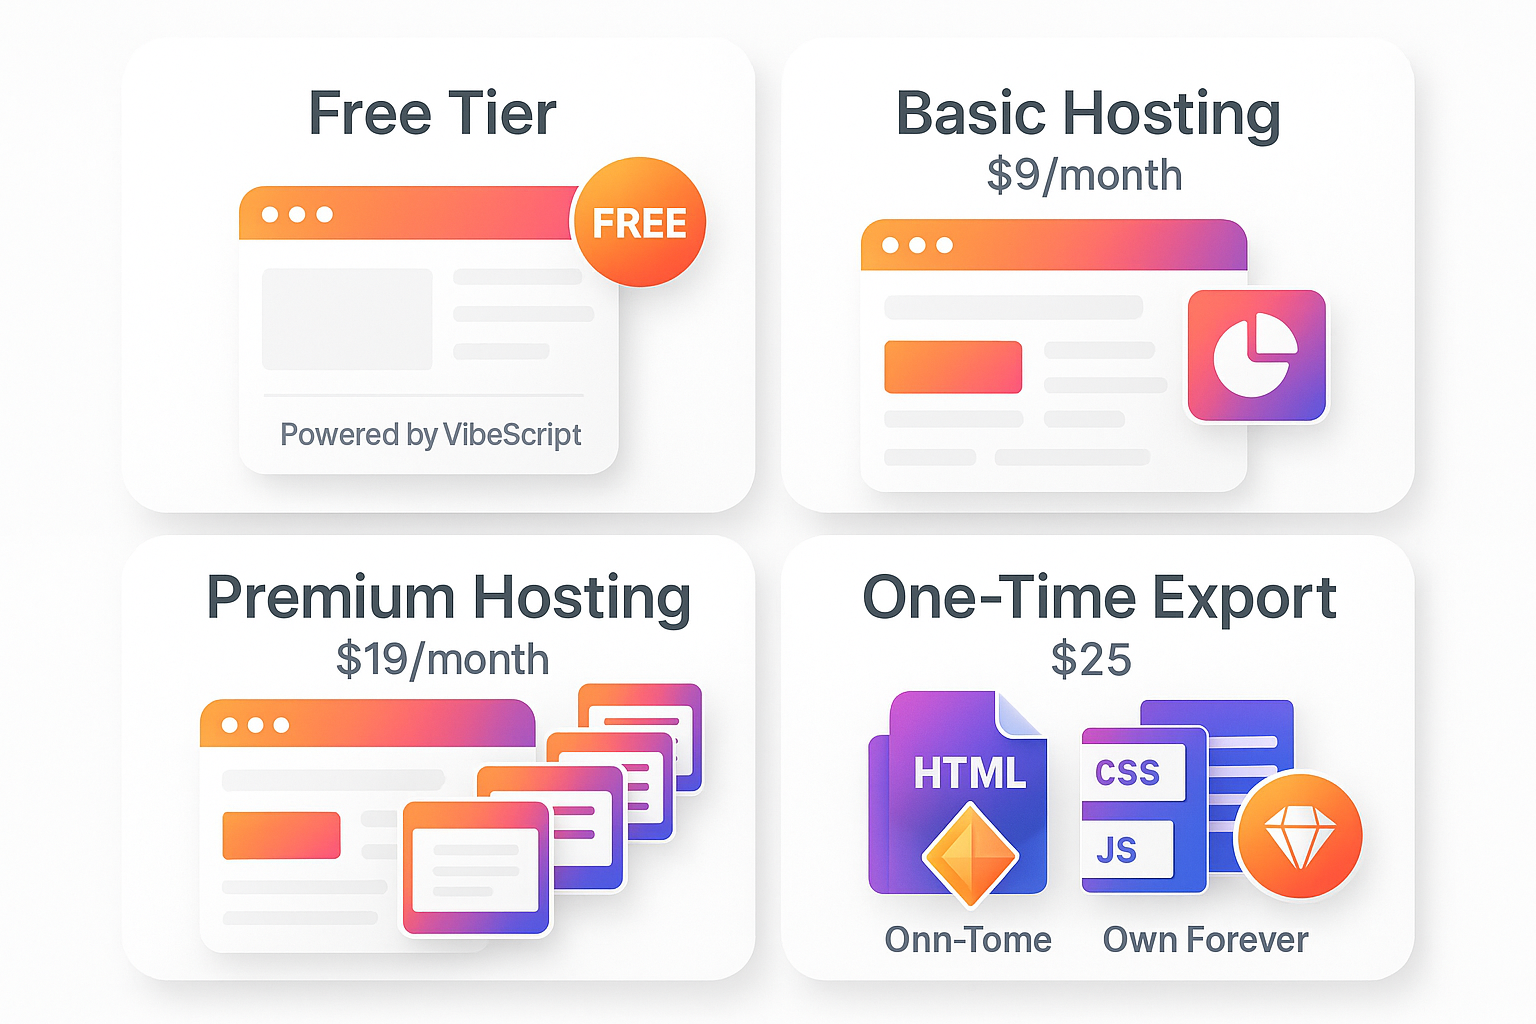 Free Tier
FREE
Powered by VibeScript
Basic Hosting
$9/month
Premium Hosting
$19/month
One-Time Export
$25
HTML
CSS
JS
Onn-Tome
Own Forever